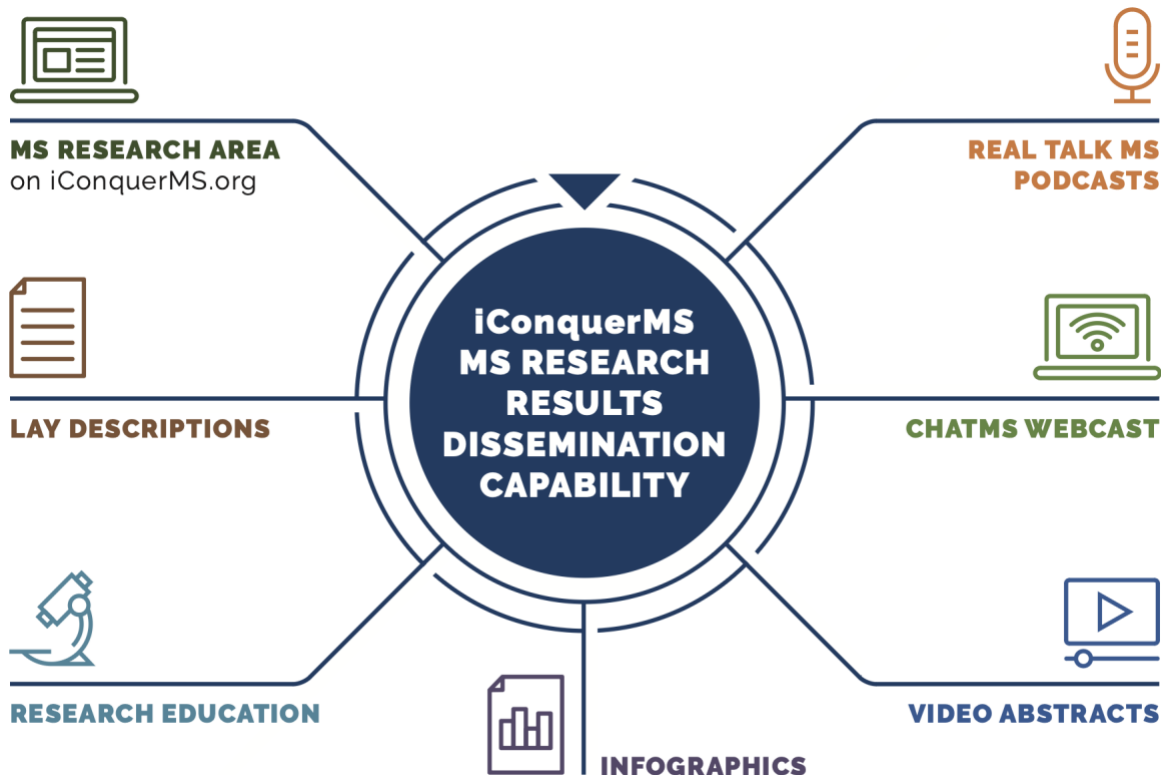 MS RESEARCH AREA
on iConquerMS.org
REAL TALK MS
PODCASTS
iConquerMS
MS RESEARCH
RESULTS
DISSEMINATION
CAPABILITY
LAY DESCRIPTIONS
CHATMS WEBCAST
RESEARCH EDUCATION
VIDEO ABSTRACTS
INFOGRAPHICS